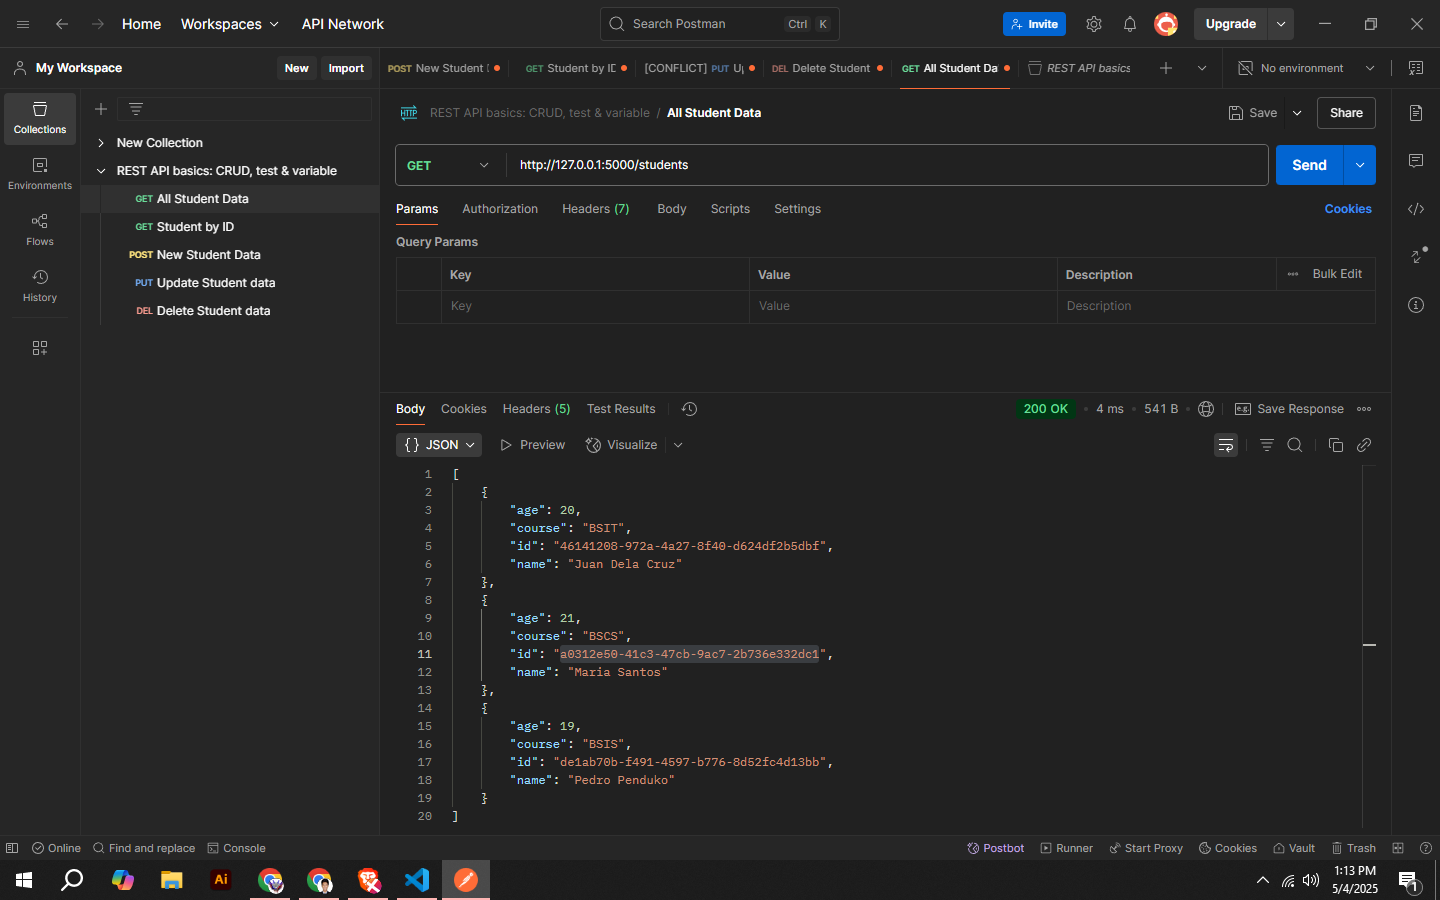 Home Workspaces API Network Search Postman Ctrl K Invite Upgrade
My Workspace New Import POST New Student GET Student by ID [CONFLICT] PUT DEL Delete Student GET All Student Da REST API basics No environment
Collections
Environments
Flows
History
New Collection
REST API basics: CRUD, test & variable
GET All Student Data
GET Student by ID
POST New Student Data
PUT Update Student data
DEL Delete Student data
HTTP REST API basics: CRUD, test & variable / All Student Data Save Share
GET http://127.0.0.1:5000/students Send
Params Authorization Headers (7) Body Scripts Settings Cookies
Query Params
Key Value Description Bulk Edit
Key Value Description
Body Cookies Headers (5) Test Results 200 OK 4 ms 541 B e.g. Save Response
{} JSON Preview Visualize
1 [
2 {
3 "age": 20,
4 "course": "BSIT",
5 "id": "46141208-972a-4a27-8f40-d624df2b5dbf",
6 "name": "Juan Dela Cruz"
7 },
8 {
9 "age": 21,
10 "course": "BSCS",
11 "id": "a0312e50-41c3-47cb-9ac7-2b736e332dc1",
12 "name": "Maria Santos"
13 },
14 {
15 "age": 19,
16 "course": "BSIS",
17 "id": "de1ab70b-f491-4597-b776-8d52fc4d13bb",
18 "name": "Pedro Penduko"
19 }
20 ]
Online Find and replace Console Postbot Runner Start Proxy Cookies Vault Trash
Ai 1:13 PM
5/4/2025 1